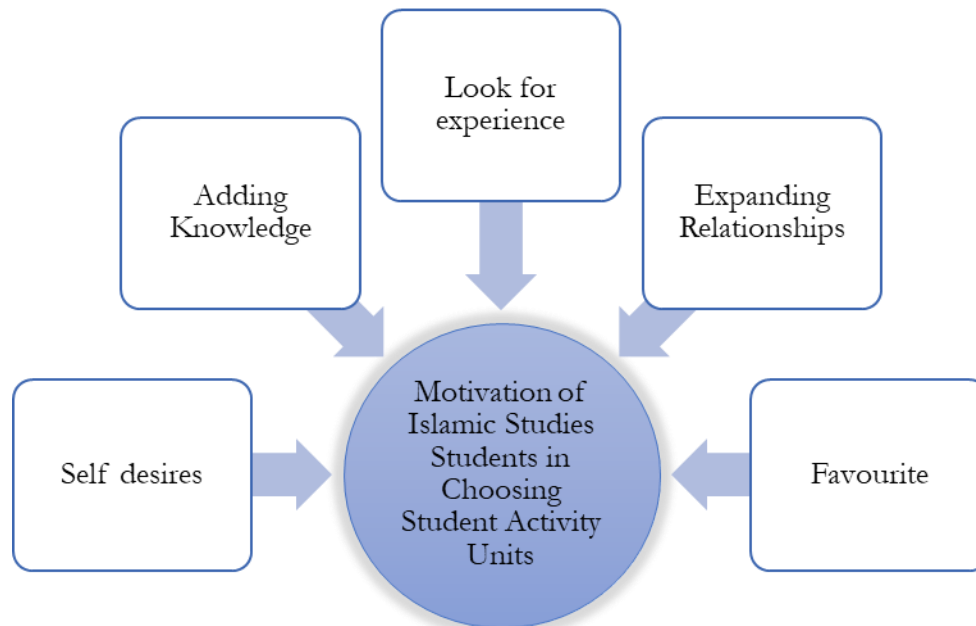 Look for
experience
Adding
Knowledge
Expanding
Relationships
Self desires
Motivation of
Islamic Studies
Students in
Choosing
Student Activity
Units
Favourite